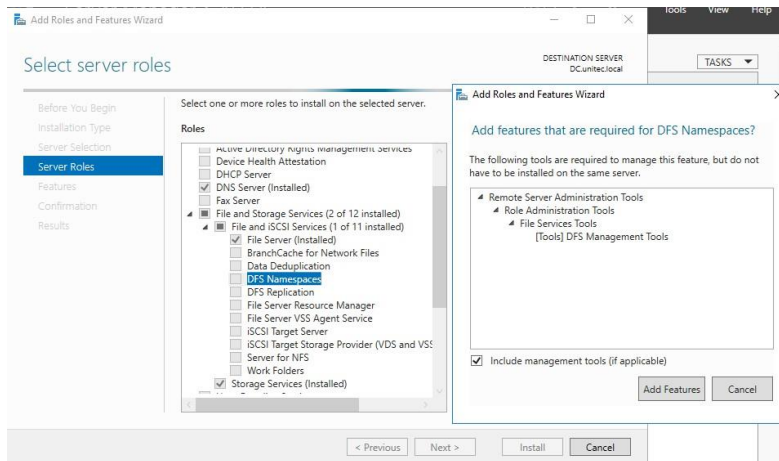 Add Roles and Features Wizard
Tools View Help
Select server roles
DESTINATION SERVER
DC.unitec.local
TASKS
Before You Begin
Installation Type
Server Selection
Server Roles
Features
Confirmation
Results
Select one or more roles to install on the selected server.
Roles
Active Directory Rights Management Services
Device Health Attestation
DHCP Server
DNS Server (Installed)
Fax Server
File and Storage Services (2 of 12 installed)
File and iSCSI Services (1 of 11 installed)
File Server (Installed)
BranchCache for Network Files
Data Deduplication
DFS Namespaces
DFS Replication
File Server Resource Manager
File Server VSS Agent Service
iSCSI Target Server
iSCSI Target Storage Provider (VDS and VSS
Server for NFS
Work Folders
Storage Services (Installed)
< Previous
Next >
Install
Cancel
Add Roles and Features Wizard
Add features that are required for DFS Namespaces?
The following tools are required to manage this feature, but do not
have to be installed on the same server.
Remote Server Administration Tools
Role Administration Tools
File Services Tools
[Tools] DFS Management Tools
Include management tools (if applicable)
Add Features
Cancel